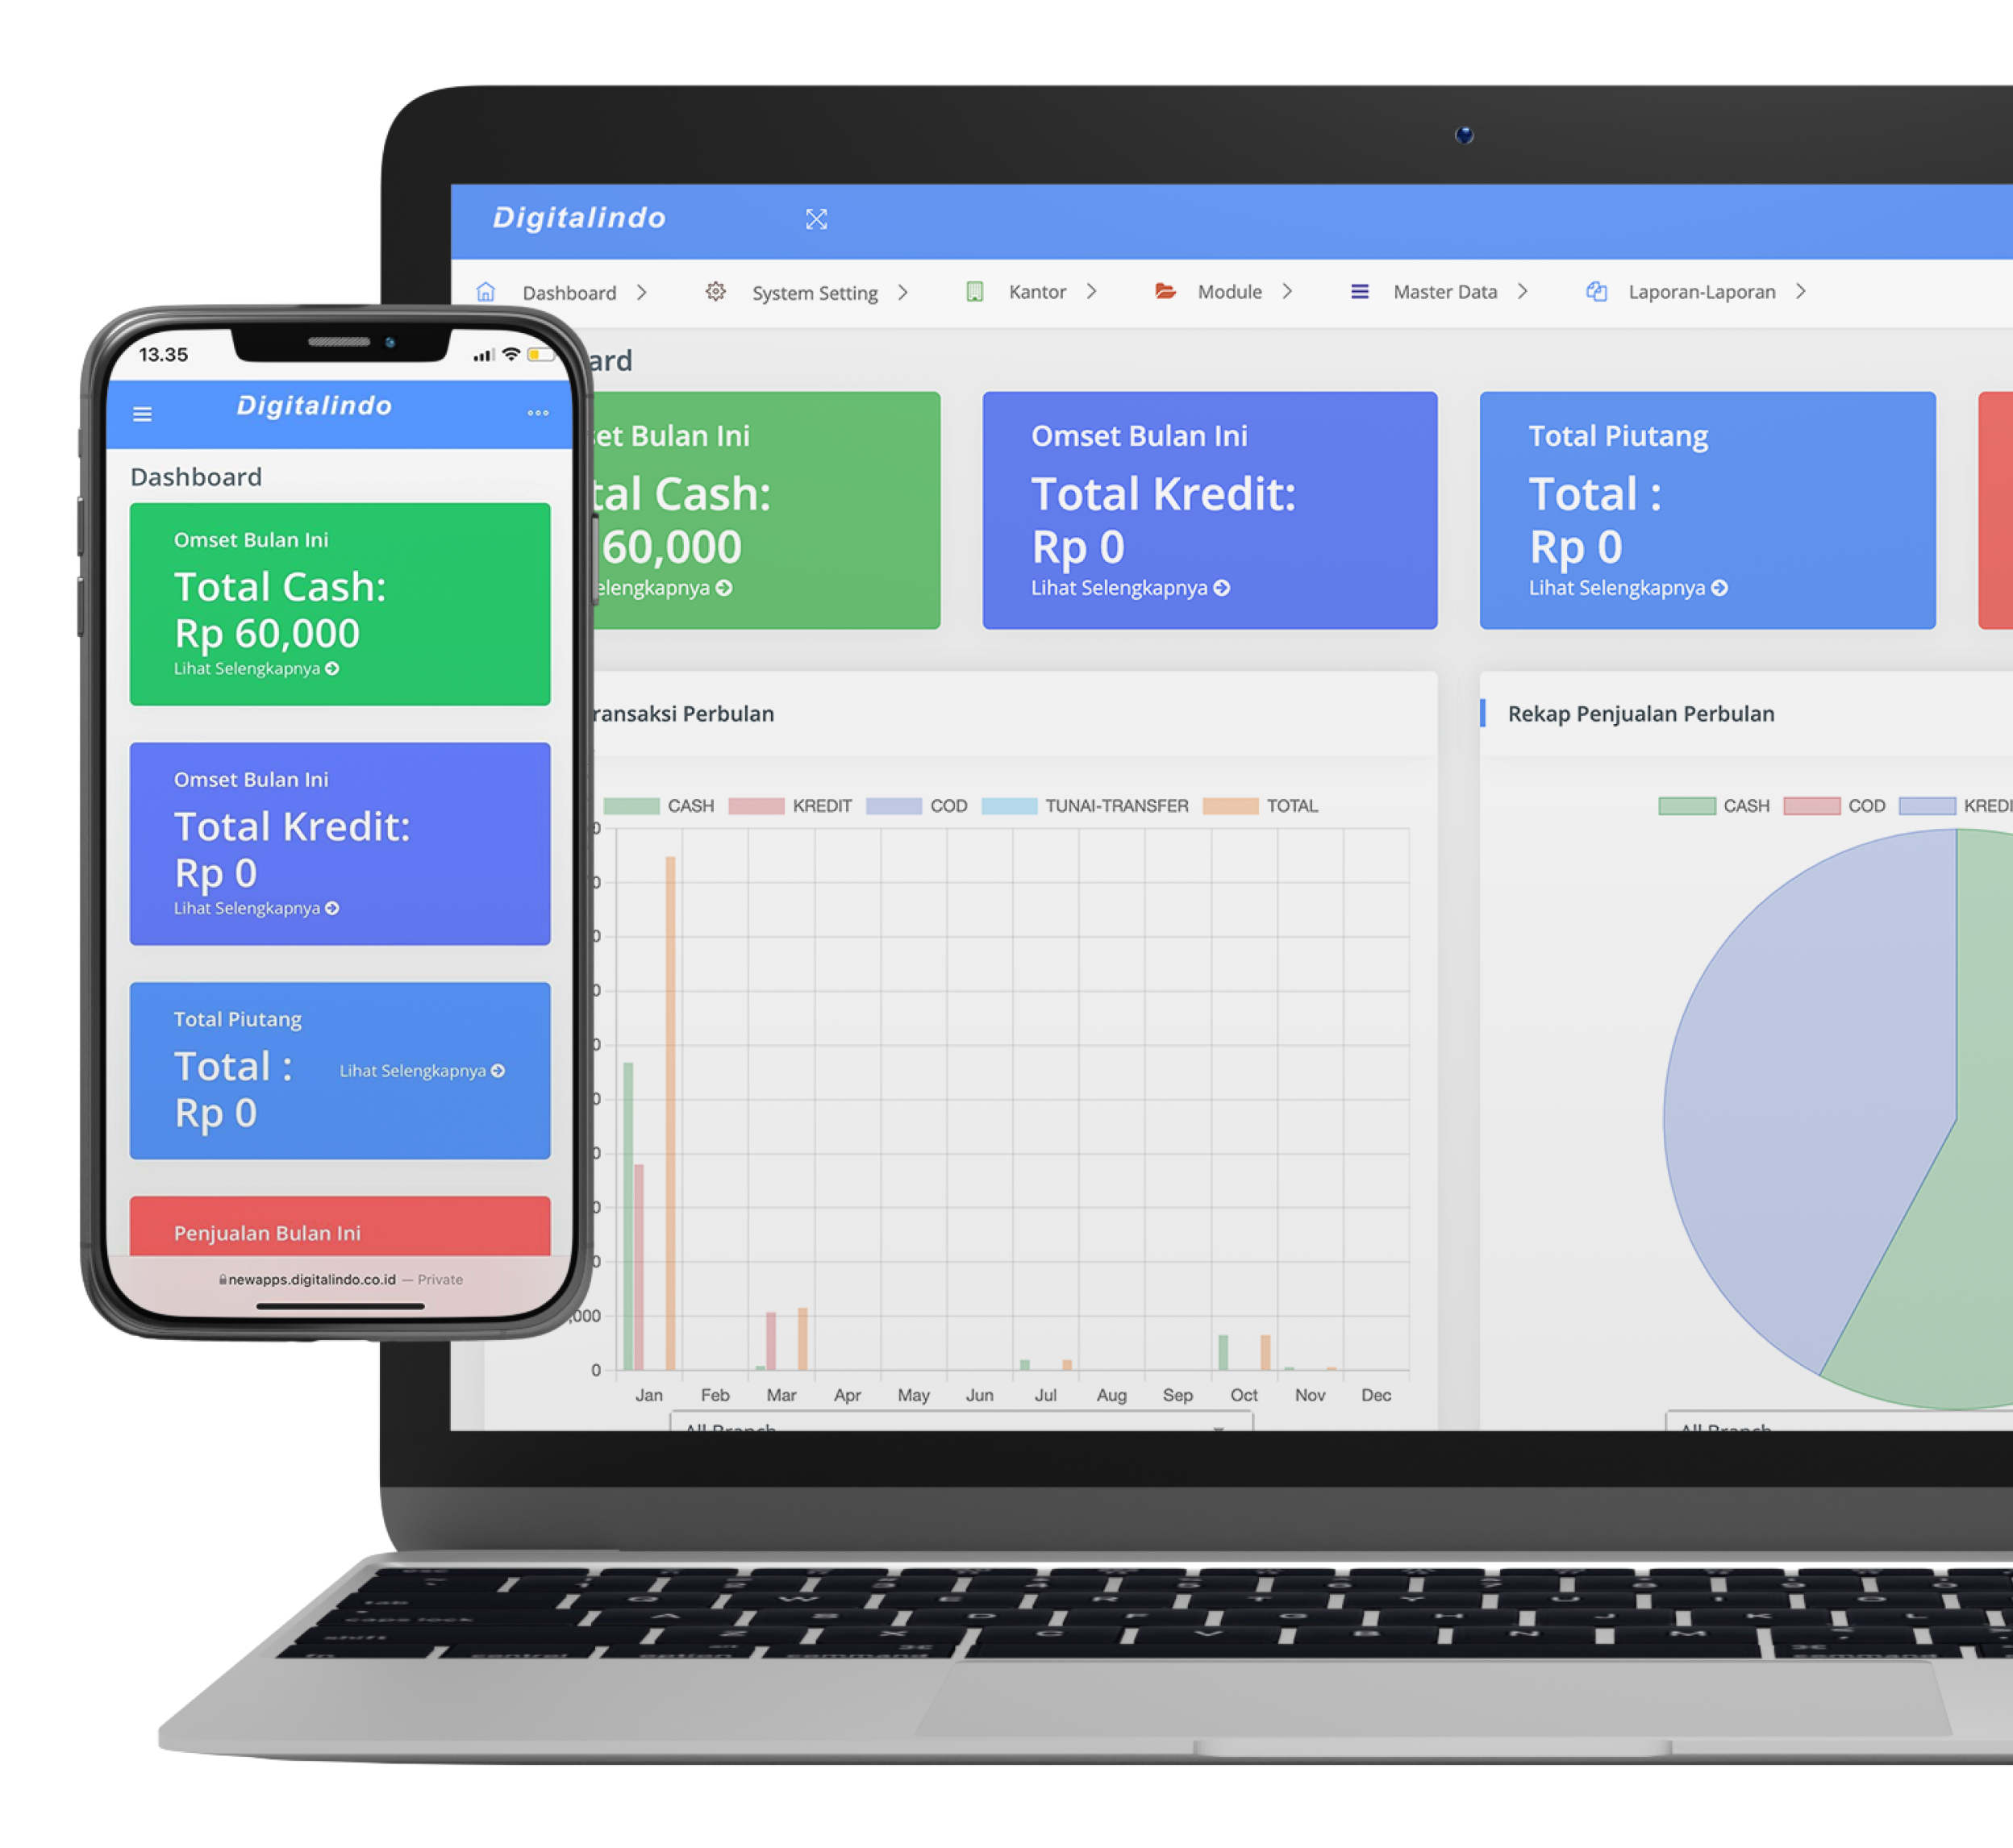 Digitalindo
Dashboard
System Setting
Kantor
Module
Master Data
Laporan-Laporan
13.35
Digitalindo
Dashboard
Omset Bulan Ini
Total Cash:
Rp 60,000
Lihat Selengkapnya
Omset Bulan Ini
Total Kredit:
Rp 0
Lihat Selengkapnya
Total Piutang
Total :
Lihat Selengkapnya
Rp 0
Penjualan Bulan Ini
newapps.digitalindo.co.id — Private
ard
et Bulan Ini
tal Cash:
60,000
elengkapnya
Omset Bulan Ini
Total Kredit:
Rp 0
Lihat Selengkapnya
Total Piutang
Total :
Rp 0
Lihat Selengkapnya
ransaksi Perbulan
CASH KREDIT COD TUNAI-TRANSFER TOTAL
,000
0
Jan Feb Mar Apr May Jun Jul Aug Sep Oct Nov Dec
All Branch
Rekap Penjualan Perbulan
CASH COD KREDI
All Branch
control option command
command